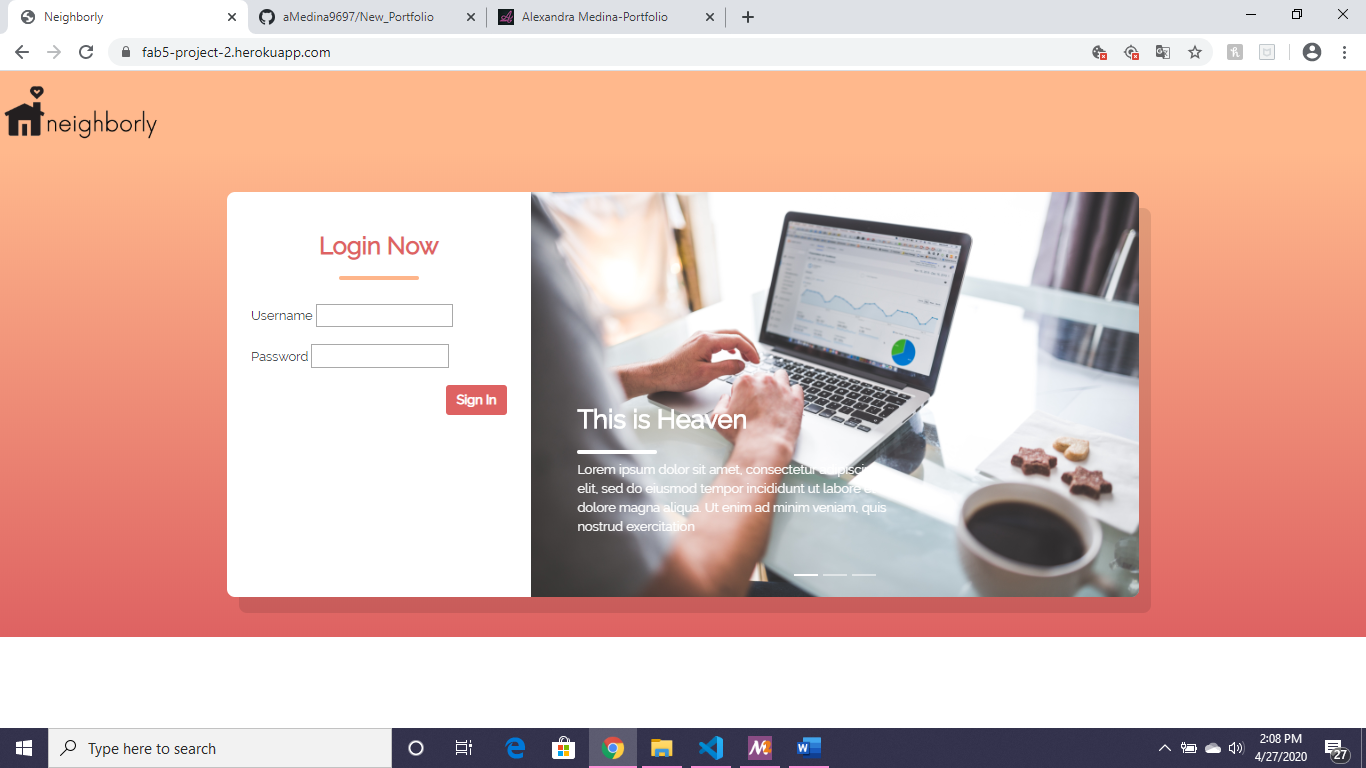 Neighborly
aMedina9697/New_Portfolio
Alexandra Medina-Portfolio
fab5-project-2.herokuapp.com
neighborly
Login Now
Username
Password
Sign In
This is Heaven
Lorem ipsum dolor sit amet, consectetur adipiscing
elit, sed do eiusmod tempor incididunt ut labore et
dolore magna aliqua. Ut enim ad minim veniam, quis
nostrud exercitation
Type here to search
2:08 PM
4/27/2020
27